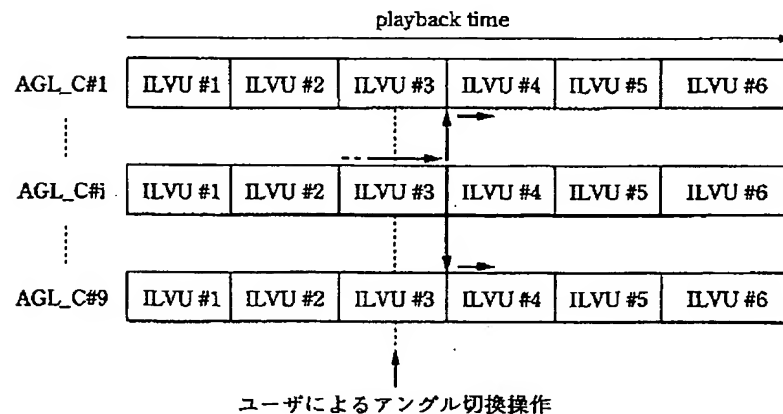 playback time
AGL_C#1 ILVU #1 ILVU #2 ILVU #3 ILVU #4 ILVU #5 ILVU #6
AGL_C#i ILVU #1 ILVU #2 ILVU #3 ILVU #4 ILVU #5 ILVU #6
AGL_C#9 ILVU #1 ILVU #2 ILVU #3 ILVU #4 ILVU #5 ILVU #6
ユーザによるアングル切換操作